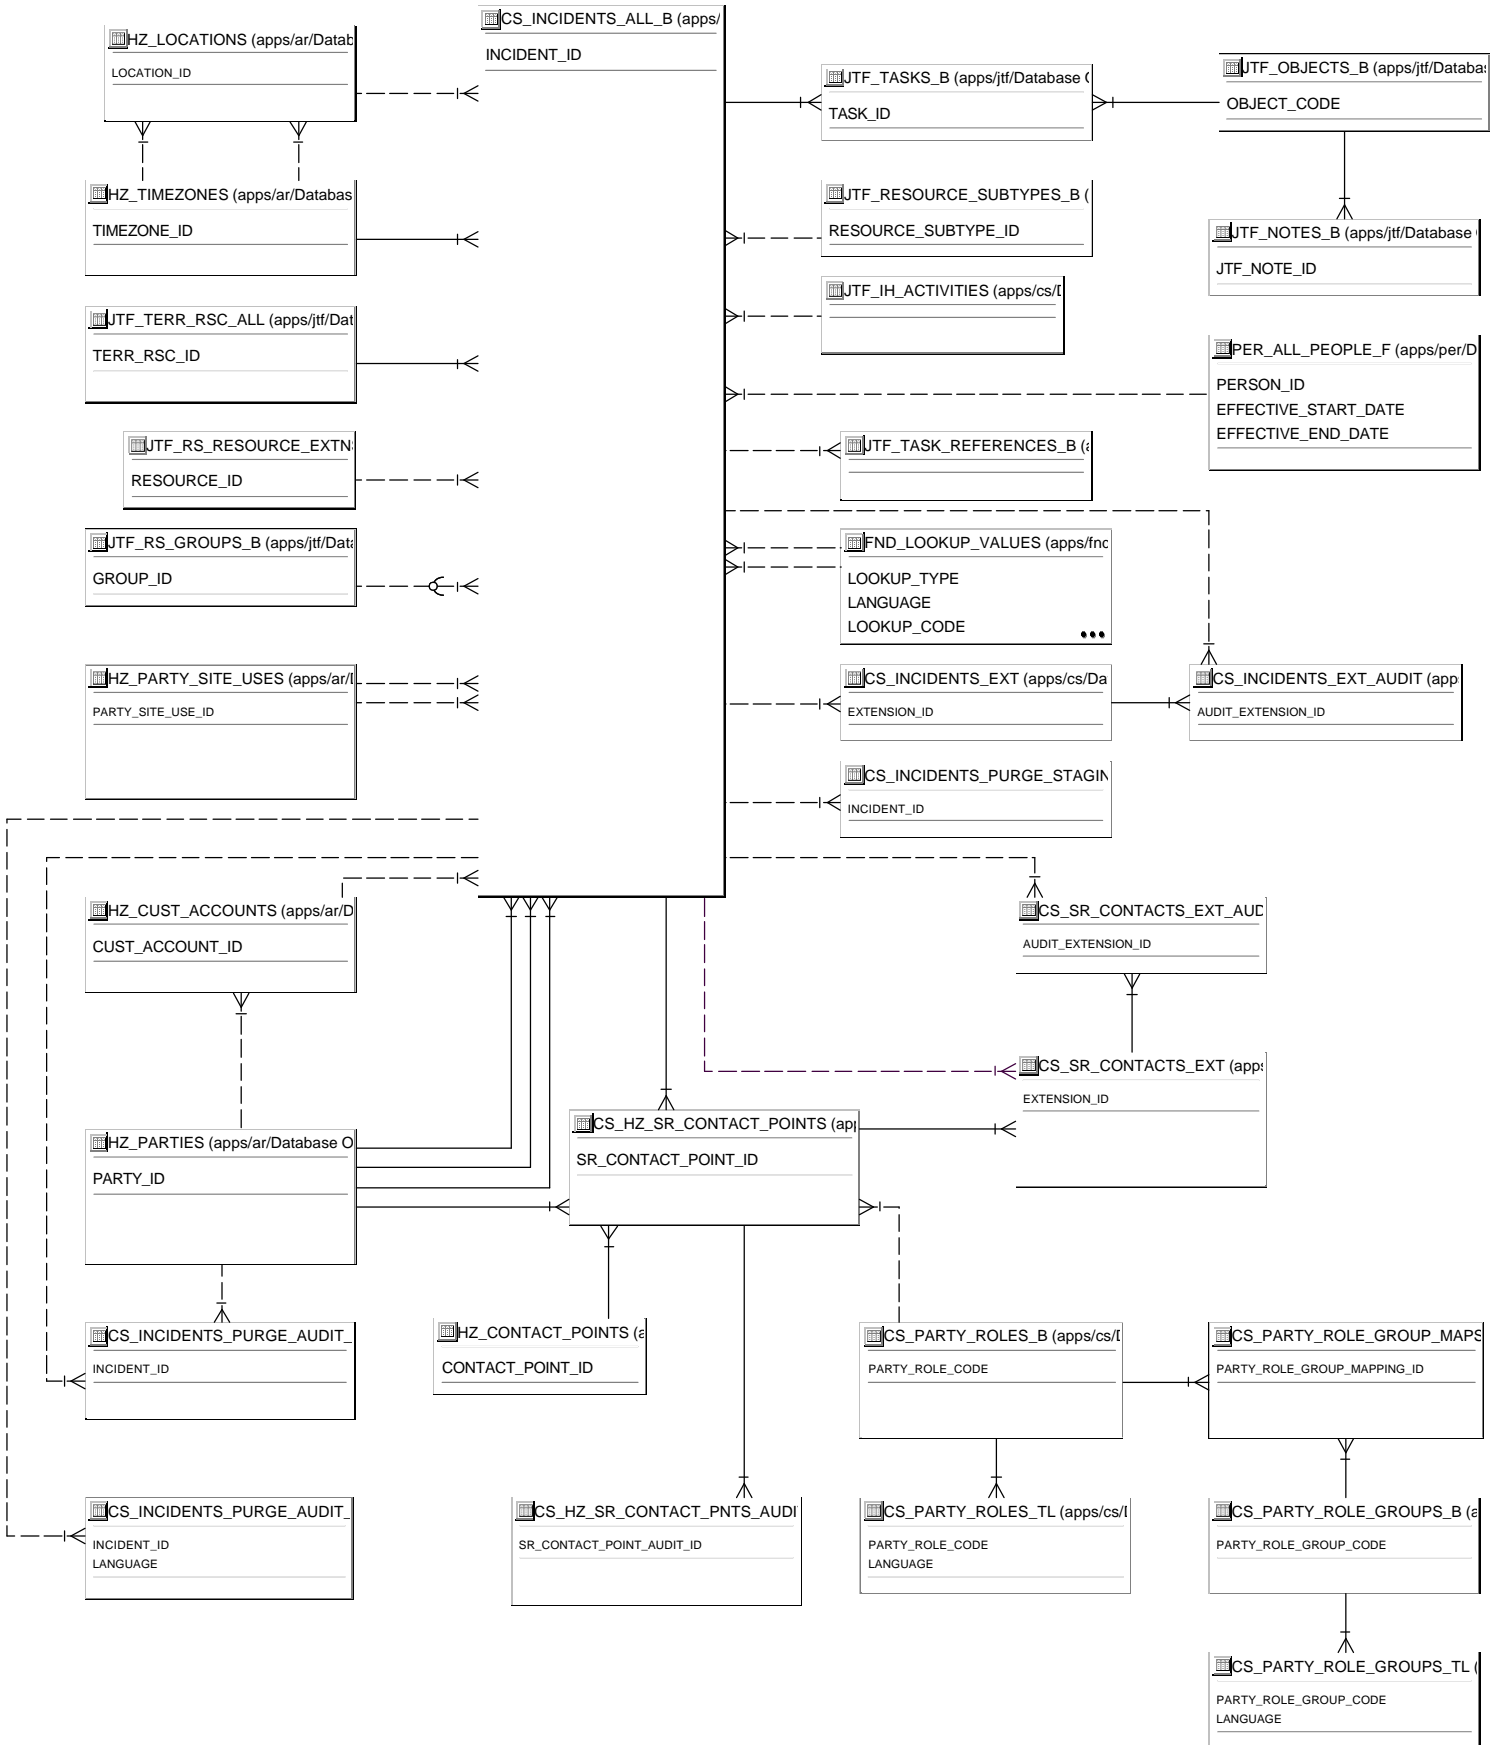 CS_INCIDENTS_ALL_B (apps/
INCIDENT_ID
HZ_LOCATIONS (apps/ar/Datab
LOCATION_ID
HZ_TIMEZONES (apps/ar/Databas
TIMEZONE_ID
JTF_TERR_RSC_ALL (apps/jtf/Dat
TERR_RSC_ID
JTF_RS_RESOURCE_EXTN
RESOURCE_ID
JTF_RS_GROUPS_B (apps/jtf/Data
GROUP_ID
HZ_PARTY_SITE_USES (apps/ar/D
PARTY_SITE_USE_ID
HZ_CUST_ACCOUNTS (apps/ar/D
CUST_ACCOUNT_ID
HZ_PARTIES (apps/ar/Database O
PARTY_ID
CS_INCIDENTS_PURGE_AUDIT_
INCIDENT_ID
CS_INCIDENTS_PURGE_AUDIT_
INCIDENT_ID
LANGUAGE
JTF_TASKS_B (apps/jtf/Database O
TASK_ID
JTF_RESOURCE_SUBTYPES_B (
RESOURCE_SUBTYPE_ID
JTF_IH_ACTIVITIES (apps/cs/D
JTF_TASK_REFERENCES_B (a
FND_LOOKUP_VALUES (apps/fnd
LOOKUP_TYPE
LANGUAGE
LOOKUP_CODE
CS_INCIDENTS_EXT (apps/cs/Da
EXTENSION_ID
CS_INCIDENTS_PURGE_STAGIN
INCIDENT_ID
JTF_OBJECTS_B (apps/jtf/Databas
OBJECT_CODE
JTF_NOTES_B (apps/jtf/Database
JTF_NOTE_ID
PER_ALL_PEOPLE_F (apps/per/D
PERSON_ID
EFFECTIVE_START_DATE
EFFECTIVE_END_DATE
CS_INCIDENTS_EXT_AUDIT (app
AUDIT_EXTENSION_ID
CS_SR_CONTACTS_EXT_AUD
AUDIT_EXTENSION_ID
CS_SR_CONTACTS_EXT (apps
EXTENSION_ID
CS_HZ_SR_CONTACT_POINTS (app
SR_CONTACT_POINT_ID
HZ_CONTACT_POINTS (a
CONTACT_POINT_ID
CS_HZ_SR_CONTACT_PNTS_AUDI
SR_CONTACT_POINT_AUDIT_ID
CS_PARTY_ROLES_B (apps/cs/D
PARTY_ROLE_CODE
CS_PARTY_ROLES_TL (apps/cs/D
PARTY_ROLE_CODE
LANGUAGE
CS_PARTY_ROLE_GROUP_MAPS
PARTY_ROLE_GROUP_MAPPING_ID
CS_PARTY_ROLE_GROUPS_B (a
PARTY_ROLE_GROUP_CODE
CS_PARTY_ROLE_GROUPS_TL (
PARTY_ROLE_GROUP_CODE
LANGUAGE